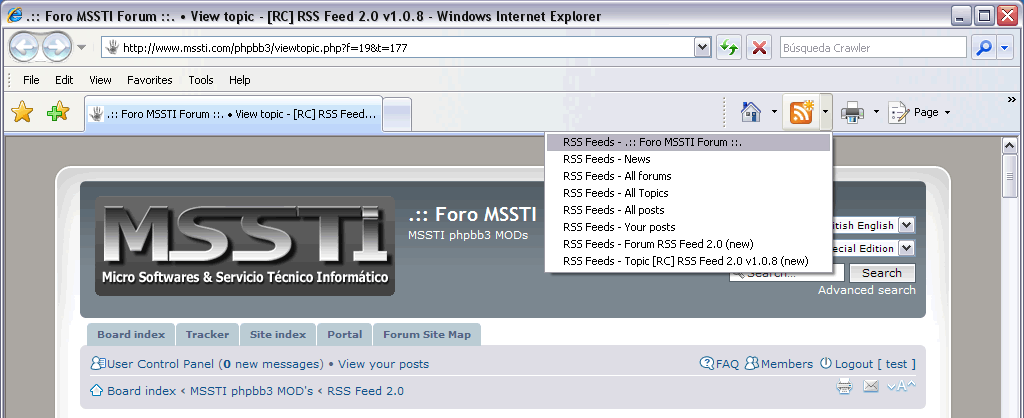 .:: Foro MSSTI Forum ::. • View topic - [RC] RSS Feed 2.0 v1.0.8 - Windows Internet Explorer
http://www.mssti.com/phpbb3/viewtopic.php?f=19&t=177
Búsqueda Crawler
File Edit View Favorites Tools Help
.:: Foro MSSTI Forum ::. • View topic - [RC] RSS Feed...
Page
»
RSS Feeds - .:: Foro MSSTI Forum ::.
RSS Feeds - News
RSS Feeds - All forums
RSS Feeds - All Topics
RSS Feeds - All posts
RSS Feeds - Your posts
RSS Feeds - Forum RSS Feed 2.0 (new)
RSS Feeds - Topic [RC] RSS Feed 2.0 v1.0.8 (new)
MSSTi
Micro Softwares & Servicio Técnico Informático
.:: Foro MSSTI
MSSTI phpbb3 MODs
itish English
ecial Edition
Search... Search
Advanced search
Board index Tracker Site index Portal Forum Site Map
User Control Panel (0 new messages) • View your posts
FAQ Members Logout [ test ]
Board index ‹ MSSTI phpbb3 MOD's ‹ RSS Feed 2.0
A